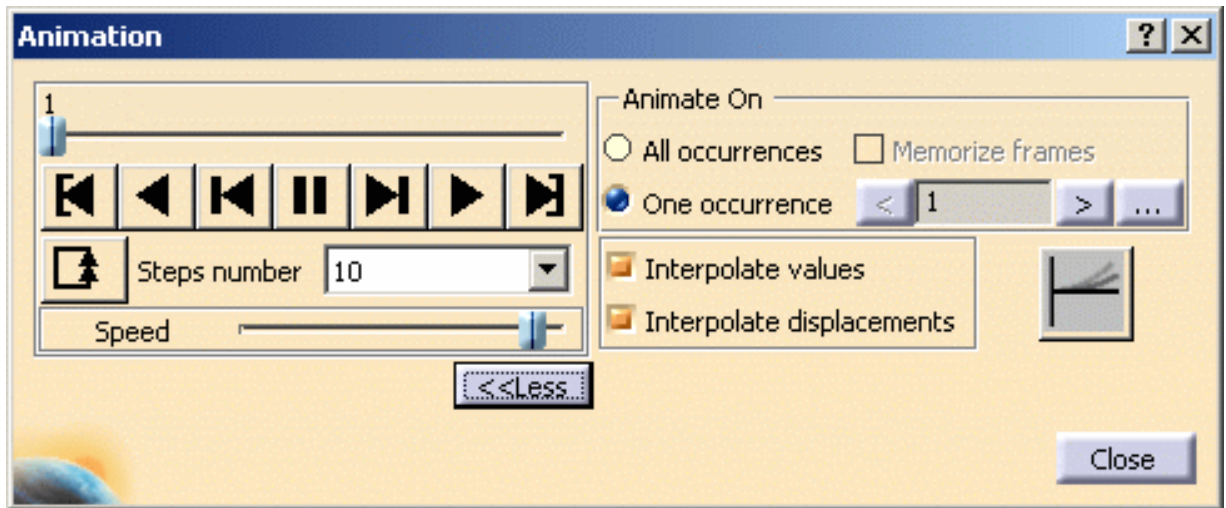 Animation
1
Animate On
All occurrences
Memorize frames
One occurrence
<
1
>
...
Steps number
10
Interpolate values
Interpolate displacements
Speed
<<Less
Close